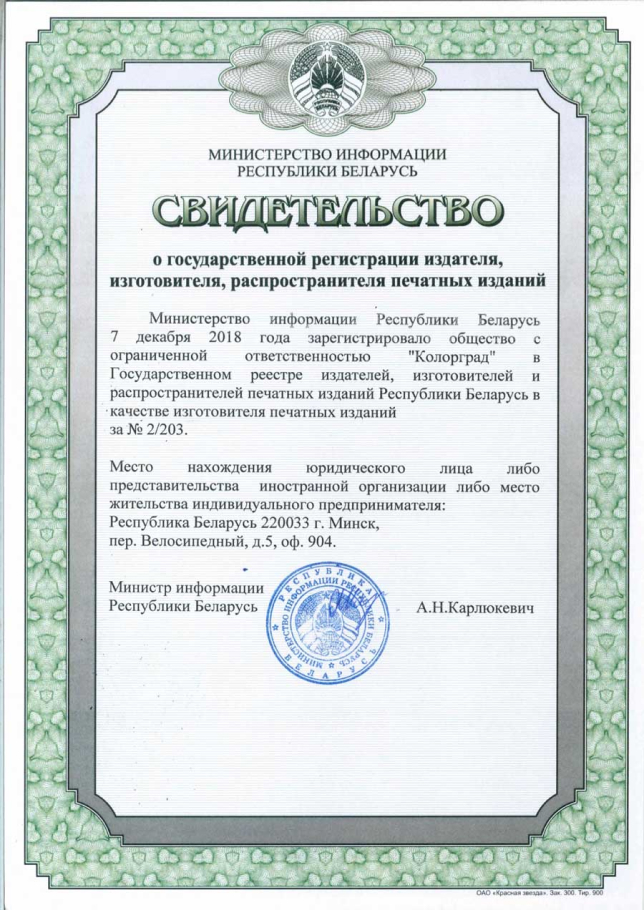 МИНИСТЕРСТВО ИНФОРМАЦИИ
РЕСПУБЛИКИ БЕЛАРУСЬ
СВИДЕТЕЛЬСТВО
о государственной регистрации издателя,
изготовителя, распространителя печатных изданий
Министерство информации Республики Беларусь
7 декабря 2018 года зарегистрировало общество с
ограниченной ответственностью "Колорград" в
Государственном реестре издателей, изготовителей и
распространителей печатных изданий Республики Беларусь в
качестве изготовителя печатных изданий
за № 2/203.
Место нахождения юридического лица либо
представительства иностранной организации либо место
жительства индивидуального предпринимателя:
Республика Беларусь 220033 г. Минск,
пер. Велосипедный, д.5, оф. 904.
Министр информации
Республики Беларусь
А.Н.Карлюкевич
РЕСПУБЛИКА БЕЛАРУСЬ
МИНИСТЕРСТВО ИНФОРМАЦИИ РЕСПУБЛИКИ БЕЛАРУСЬ
ОАО «Красная звезда». Зак. 300. Тир. 900